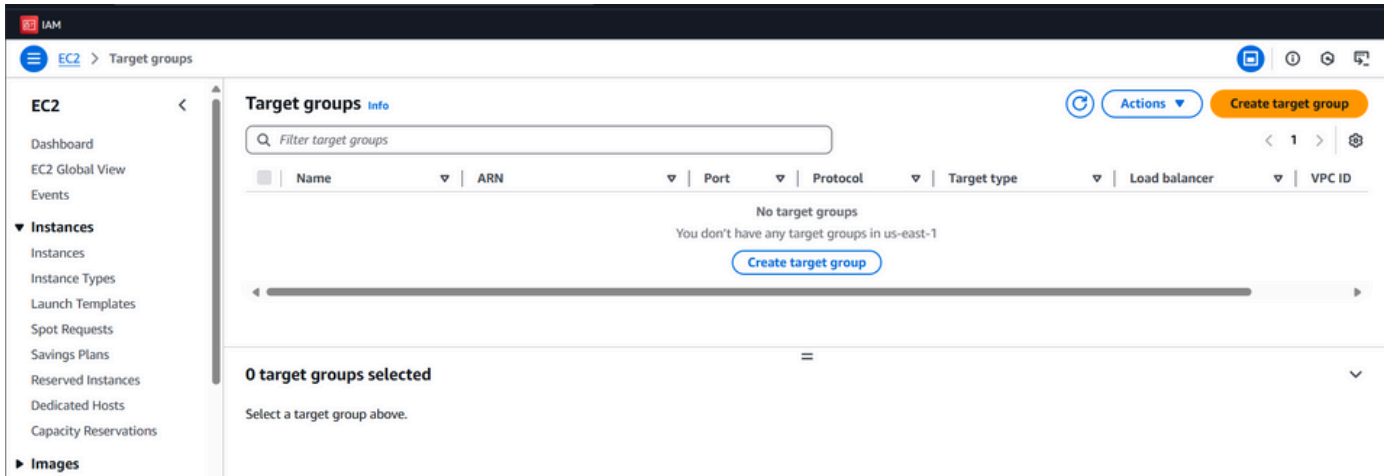 IAM
EC2 > Target groups
EC2
Dashboard
EC2 Global View
Events
Instances
Instances
Instance Types
Launch Templates
Spot Requests
Savings Plans
Reserved Instances
Dedicated Hosts
Capacity Reservations
Images
Target groups Info
Actions
Create target group
Filter target groups
1
Name ARN Port Protocol Target type Load balancer VPC ID
No target groups
You don't have any target groups in us-east-1
Create target group
0 target groups selected
Select a target group above.